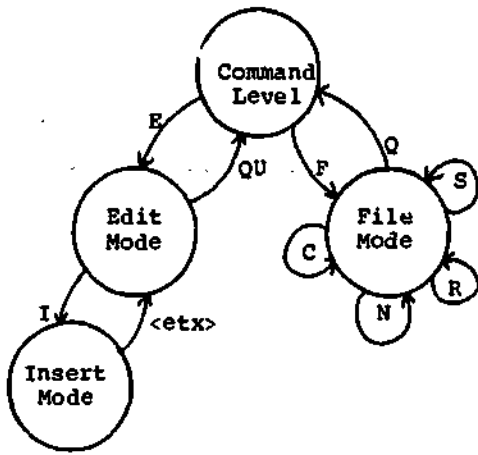 Command
Level
E
QU
F
Q
S
Edit
Mode
File
Mode
C
R
N
I
<etx>
Insert
Mode